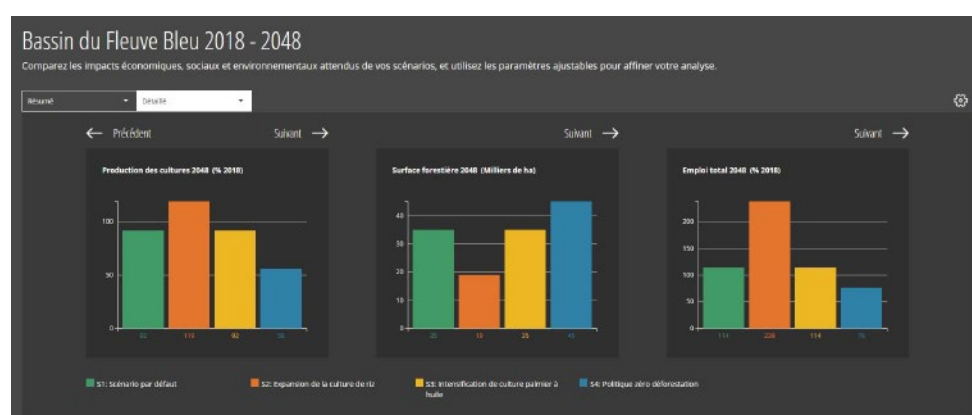 Bassin du Fleuve Bleu 2018 - 2048
Comparez les impacts économiques, sociaux et environnementaux attendus de vos scénarios, et utilisez les paramètres ajustables pour affiner votre analyse.
Résumé Détaillé
← Précédent Suivant → Suivant → Suivant →
Production des cultures 2048 (% 2018)
100
50
0
92 119 92 56
Surface forestière 2048 (Milliers de ha)
40
30
20
10
0
19 45
Emploi total 2048 (% 2018)
200
150
100
50
0
114 114 76
S1: Scénario par défaut
S2: Expansion de la culture de riz
S3: Intensification de culture palmier à
huile
S4: Politique zéro déforestation